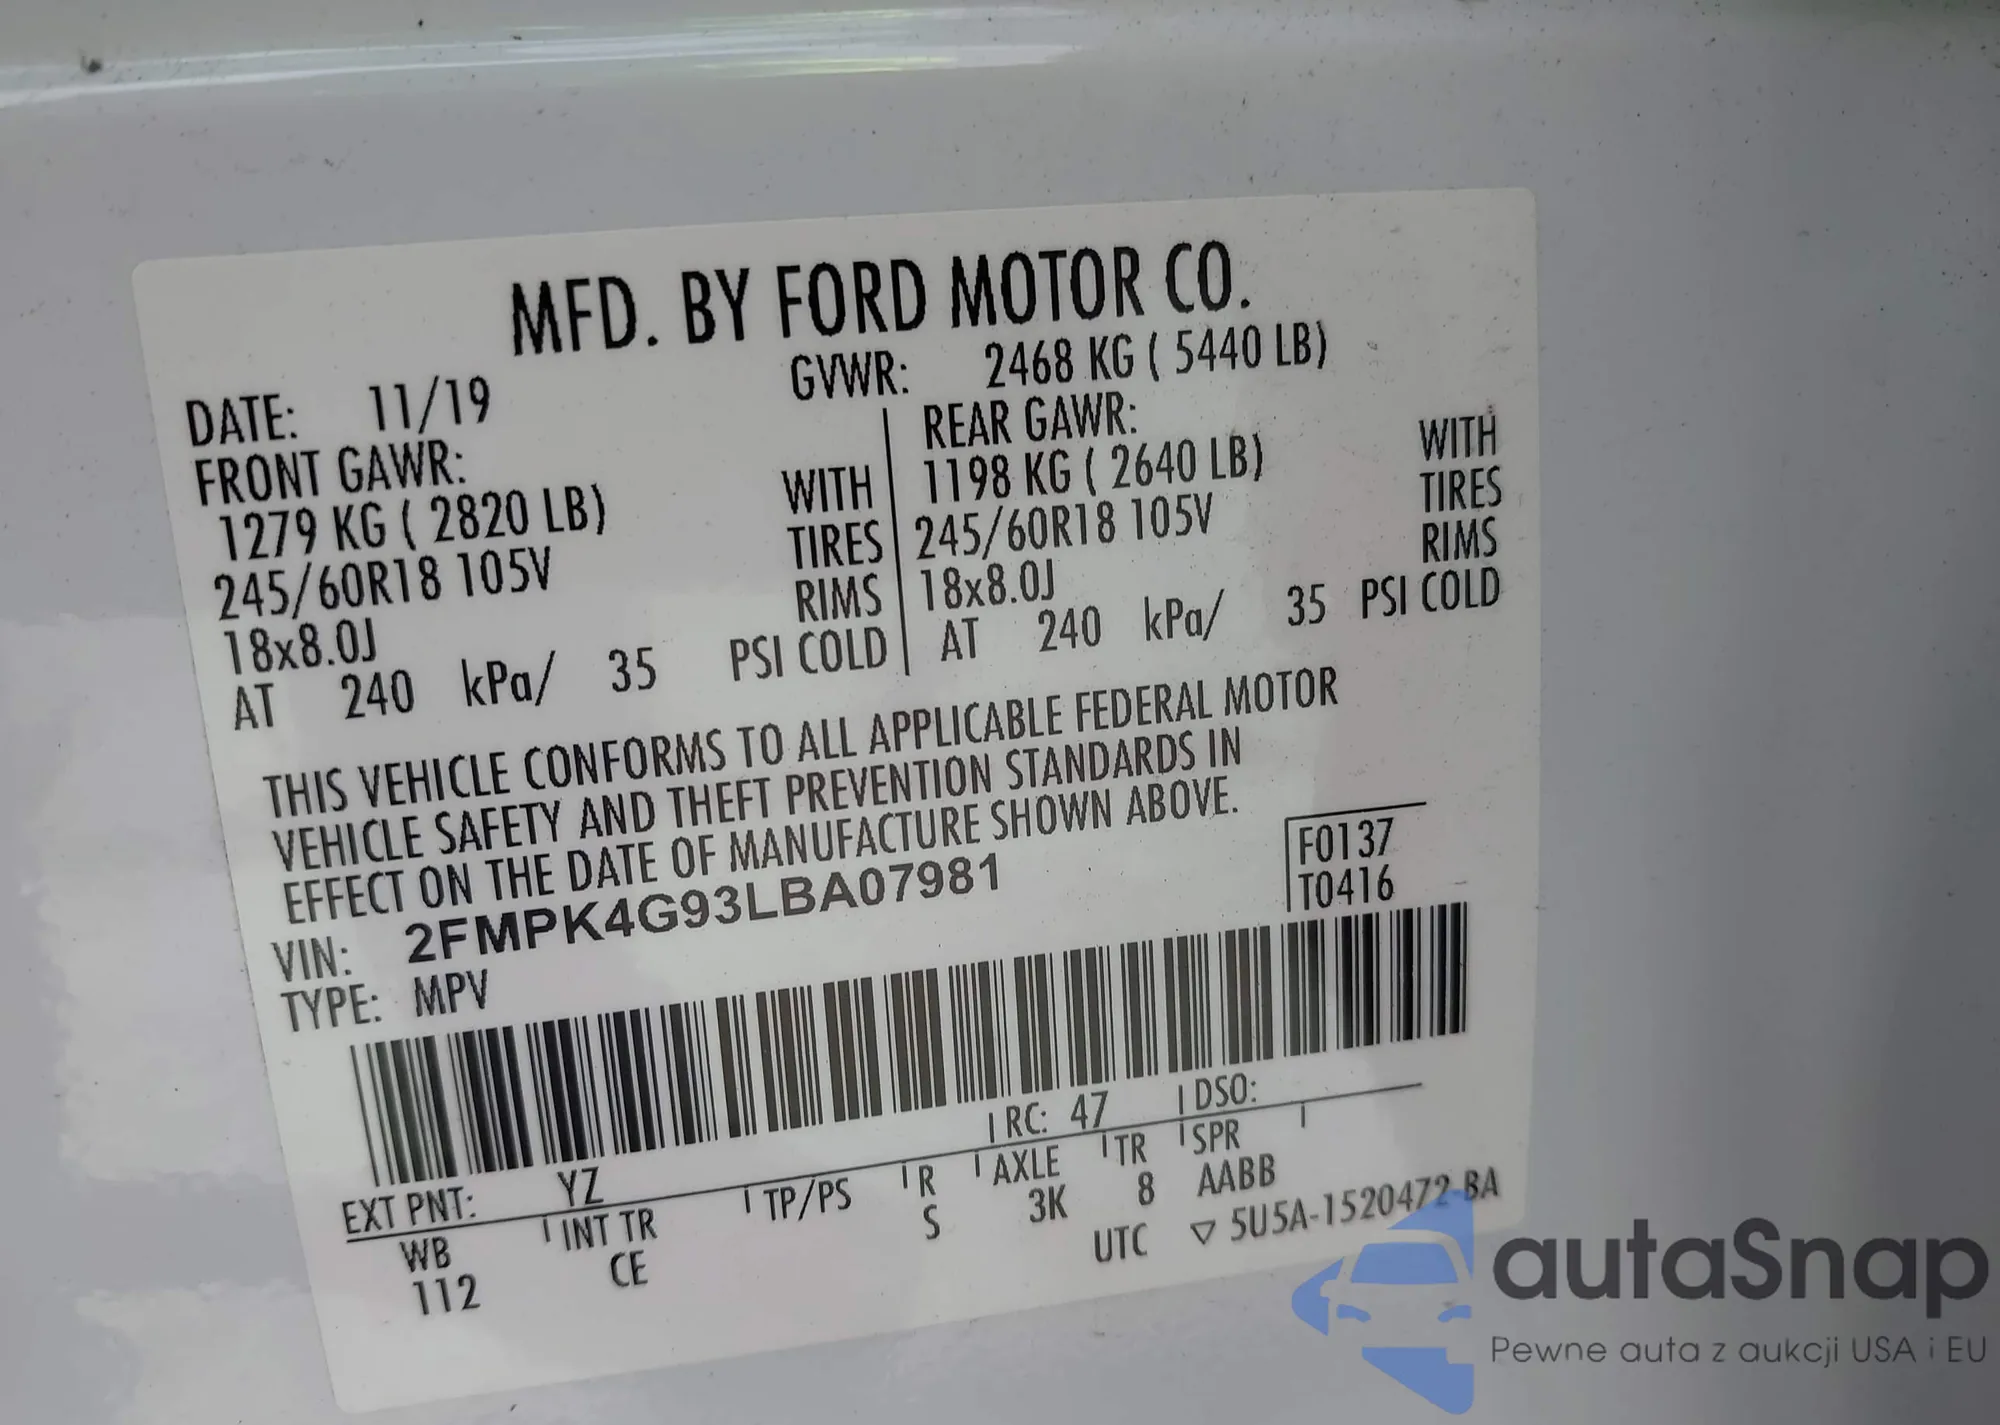 MFD. BY FORD MOTOR CO.
DATE: 11/19
GVWR: 2468 KG ( 5440 LB)
FRONT GAWR:
1279 KG ( 2820 LB) WITH
245/60R18 105V TIRES
18x8.0J RIMS
AT 240 kPa/ 35 PSI COLD
REAR GAWR:
1198 KG ( 2640 LB) WITH
245/60R18 105V TIRES
18x8.0J RIMS
AT 240 kPa/ 35 PSI COLD
THIS VEHICLE CONFORMS TO ALL APPLICABLE FEDERAL MOTOR
VEHICLE SAFETY AND THEFT PREVENTION STANDARDS IN
EFFECT ON THE DATE OF MANUFACTURE SHOWN ABOVE.
VIN: 2FMPK4G93LBA07981
TYPE: MPV
F0137
T0416
EXT PNT: YZ RC: 47 DSO:
WB INT TR TP/PS R AXLE TR SPR
112 CE S 3K 8 AABB
UTC ▽ 5U5A-1520472-BA
autaSnap
Pewne auta z aukcji USA i EU